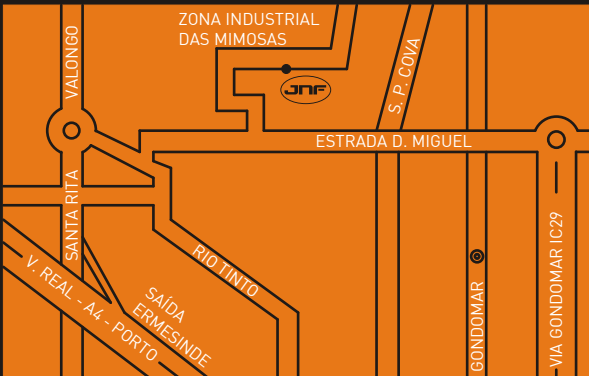 ZONA INDUSTRIAL
DAS MIMOSAS
VALONGO
JNF
S. P. COVA
ESTRADA D. MIGUEL
SANTA RITA
RIO TINTO
V. REAL - A4 - PORTO
SAÍDA
ERMESINDE
GONDOMAR
VIA GONDOMAR IC29